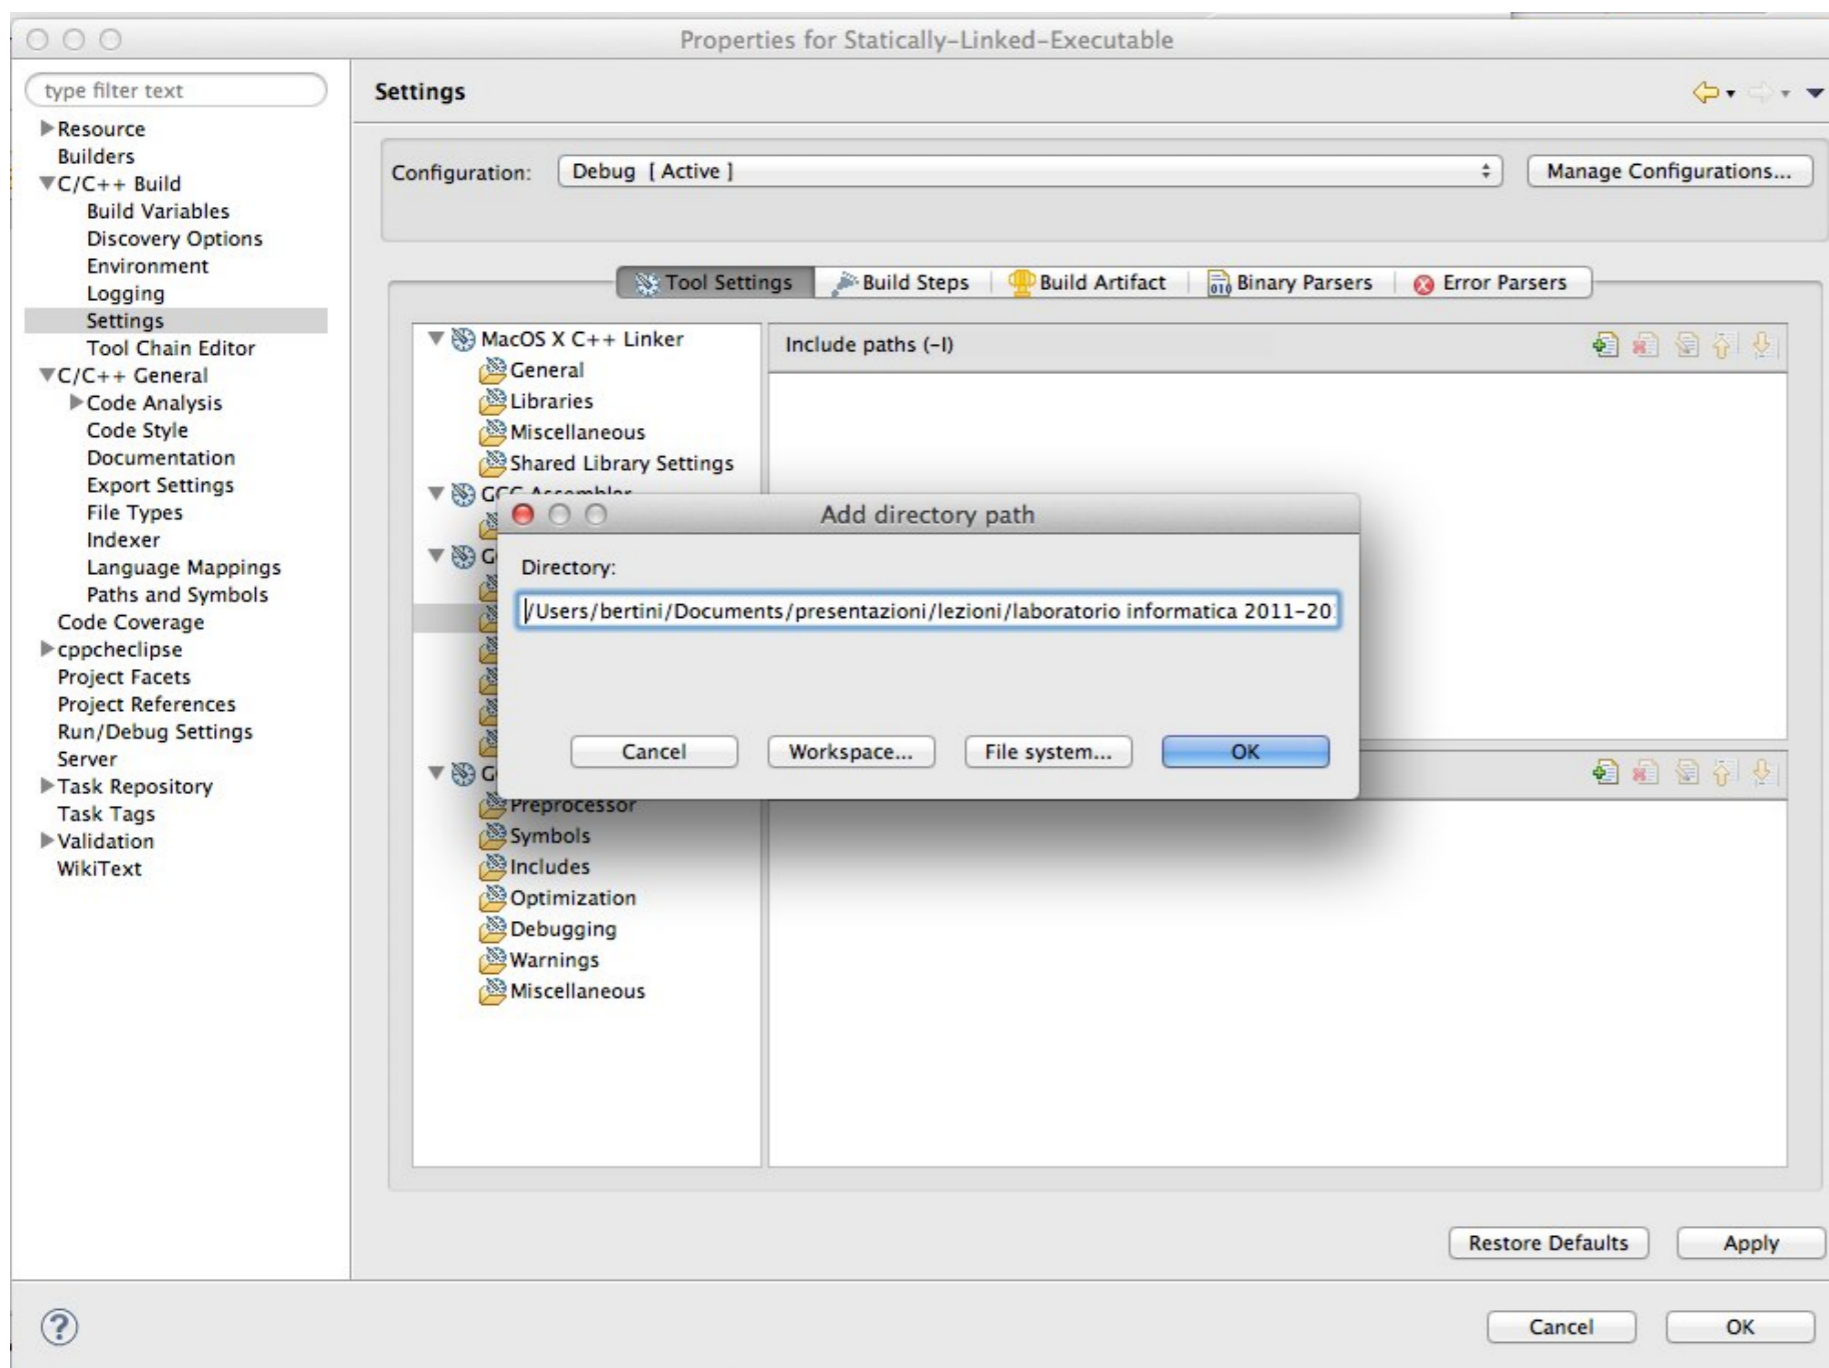 Properties for Statically-Linked-Executable
type filter text
Resource
Builders
C/C++ Build
Build Variables
Discovery Options
Environment
Logging
Settings
Tool Chain Editor
C/C++ General
Code Analysis
Code Style
Documentation
Export Settings
File Types
Indexer
Language Mappings
Paths and Symbols
Code Coverage
cppcheclipse
Project Facets
Project References
Run/Debug Settings
Server
Task Repository
Task Tags
Validation
WikiText
Settings
Configuration: Debug [ Active ] Manage Configurations...
Tool Settings Build Steps Build Artifact Binary Parsers Error Parsers
MacOS X C++ Linker
General
Libraries
Miscellaneous
Shared Library Settings
GCC Assembler
Preprocessor
Symbols
Includes
Optimization
Debugging
Warnings
Miscellaneous
Include paths (-I)
Add directory path
Directory:
/Users/bertini/Documents/presentazioni/lezioni/laboratorio informatica 2011-20
Cancel Workspace... File system... OK
Restore Defaults Apply
Cancel OK